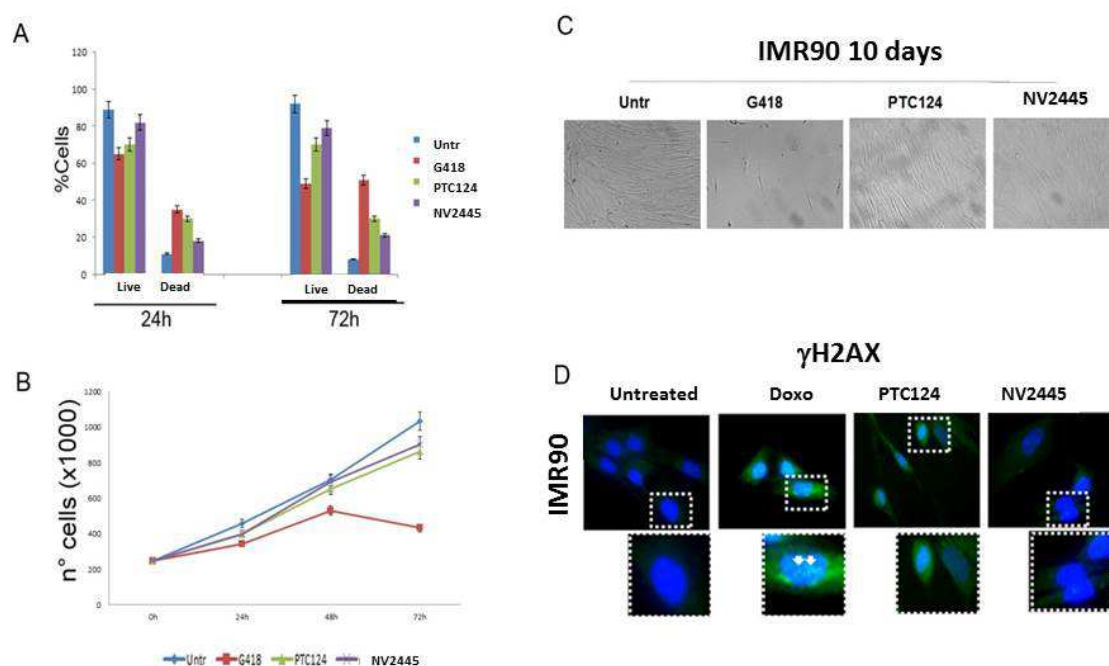 A
120
100
80
60
40
20
0
%Cells
Live Dead Live Dead
24h 72h
Untr
G418
PTC124
NV2445
B
1200
1000
800
600
400
200
0
n° cells (x1000)
0h 24h 48h 72h
Untr G418 PTC124 NV2445
C
IMR90 10 days
Untr G418 PTC124 NV2445
γH2AX
D
Untreated Doxo PTC124 NV2445
IMR90